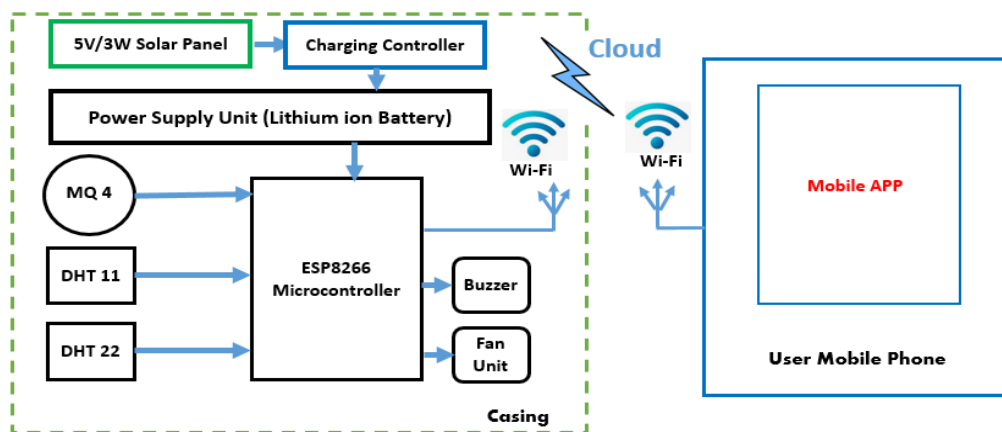 5V/3W Solar Panel
Charging Controller
Cloud
Power Supply Unit (Lithium ion Battery)
Wi-Fi
Wi-Fi
MQ 4
Mobile APP
DHT 11
ESP8266
Microcontroller
Buzzer
DHT 22
Fan
Unit
User Mobile Phone
Casing